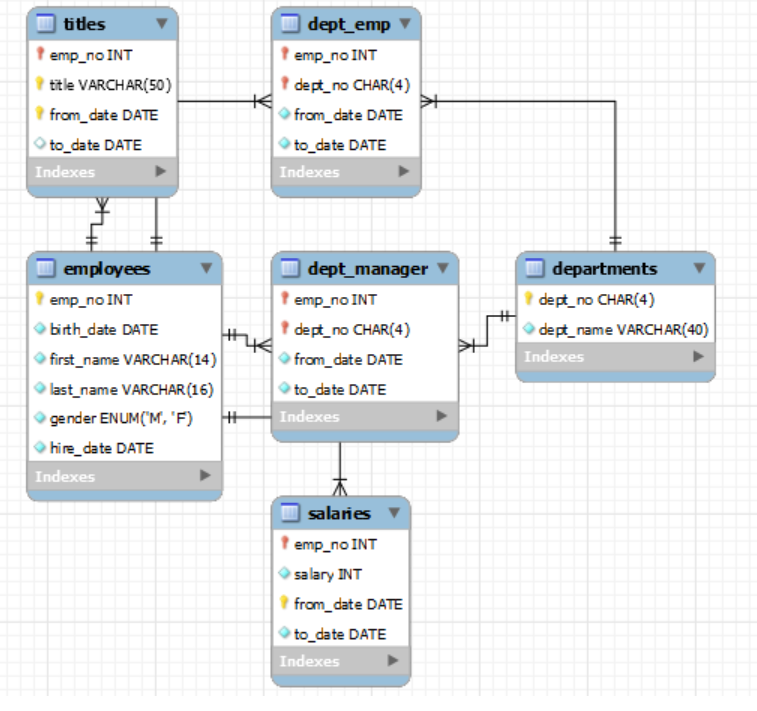 titles
emp_no INT
title VARCHAR(50)
from_date DATE
to_date DATE
Indexes
dept_emp
emp_no INT
dept_no CHAR(4)
from_date DATE
to_date DATE
Indexes
employees
emp_no INT
birth_date DATE
first_name VARCHAR(14)
last_name VARCHAR(16)
gender ENUM('M', 'F')
hire_date DATE
Indexes
dept_manager
emp_no INT
dept_no CHAR(4)
from_date DATE
to_date DATE
Indexes
departments
dept_no CHAR(4)
dept_name VARCHAR(40)
Indexes
salaries
emp_no INT
salary INT
from_date DATE
to_date DATE
Indexes